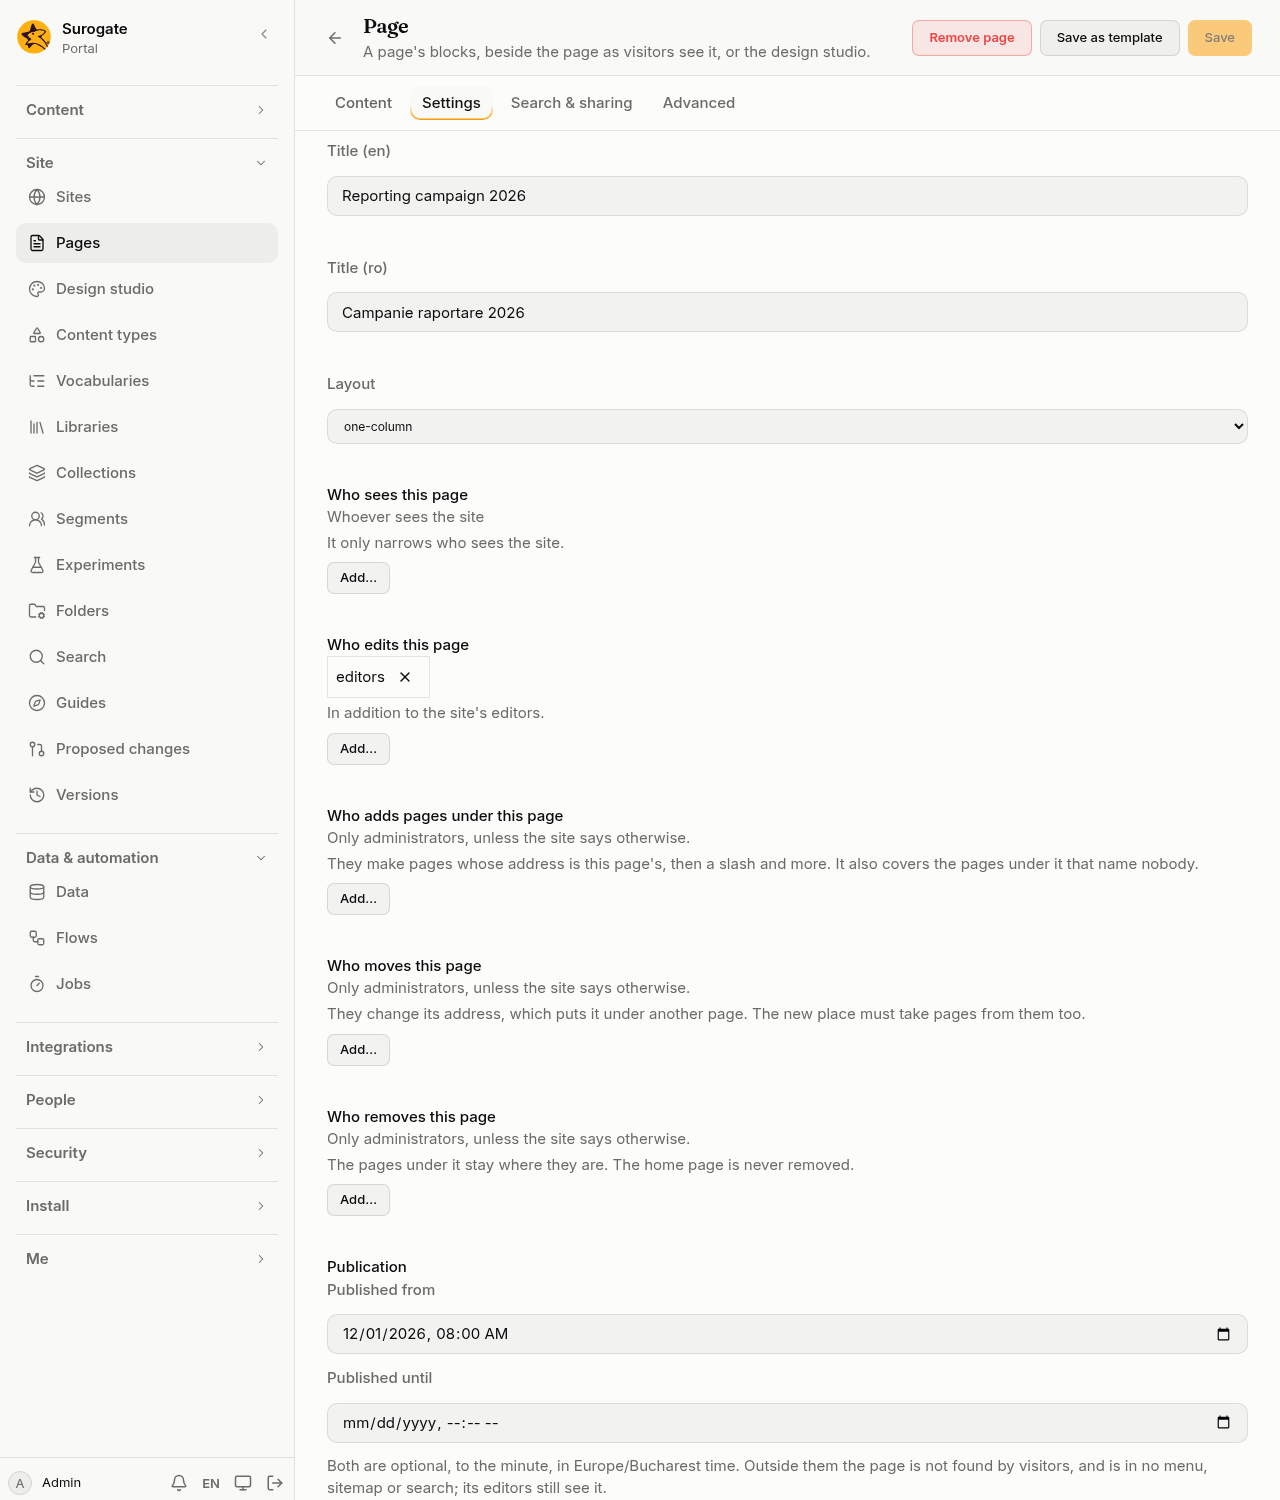 Surogate
Portal
Content
Site
Sites
Pages
Design studio
Content types
Vocabularies
Libraries
Collections
Segments
Experiments
Folders
Search
Guides
Proposed changes
Versions
Data & automation
Data
Flows
Jobs
Integrations
People
Security
Install
Me
A
Admin
EN
Page
A page's blocks, beside the page as visitors see it, or the design studio.
Remove page
Save as template
Save
Content
Settings
Search & sharing
Advanced
Title (en)
Reporting campaign 2026
Title (ro)
Campanie raportare 2026
Layout
one-column
Who sees this page
Whoever sees the site
It only narrows who sees the site.
Add...
Who edits this page
editors
In addition to the site's editors.
Add...
Who adds pages under this page
Only administrators, unless the site says otherwise.
They make pages whose address is this page's, then a slash and more. It also covers the pages under it that name nobody.
Add...
Who moves this page
Only administrators, unless the site says otherwise.
They change its address, which puts it under another page. The new place must take pages from them too.
Add...
Who removes this page
Only administrators, unless the site says otherwise.
The pages under it stay where they are. The home page is never removed.
Add...
Publication
Published from
12/01/2026, 08:00 AM
Published until
mm/dd/yyyy, --:-- --
Both are optional, to the minute, in Europe/Bucharest time. Outside them the page is not found by visitors, and is in no menu,
sitemap or search; its editors still see it.